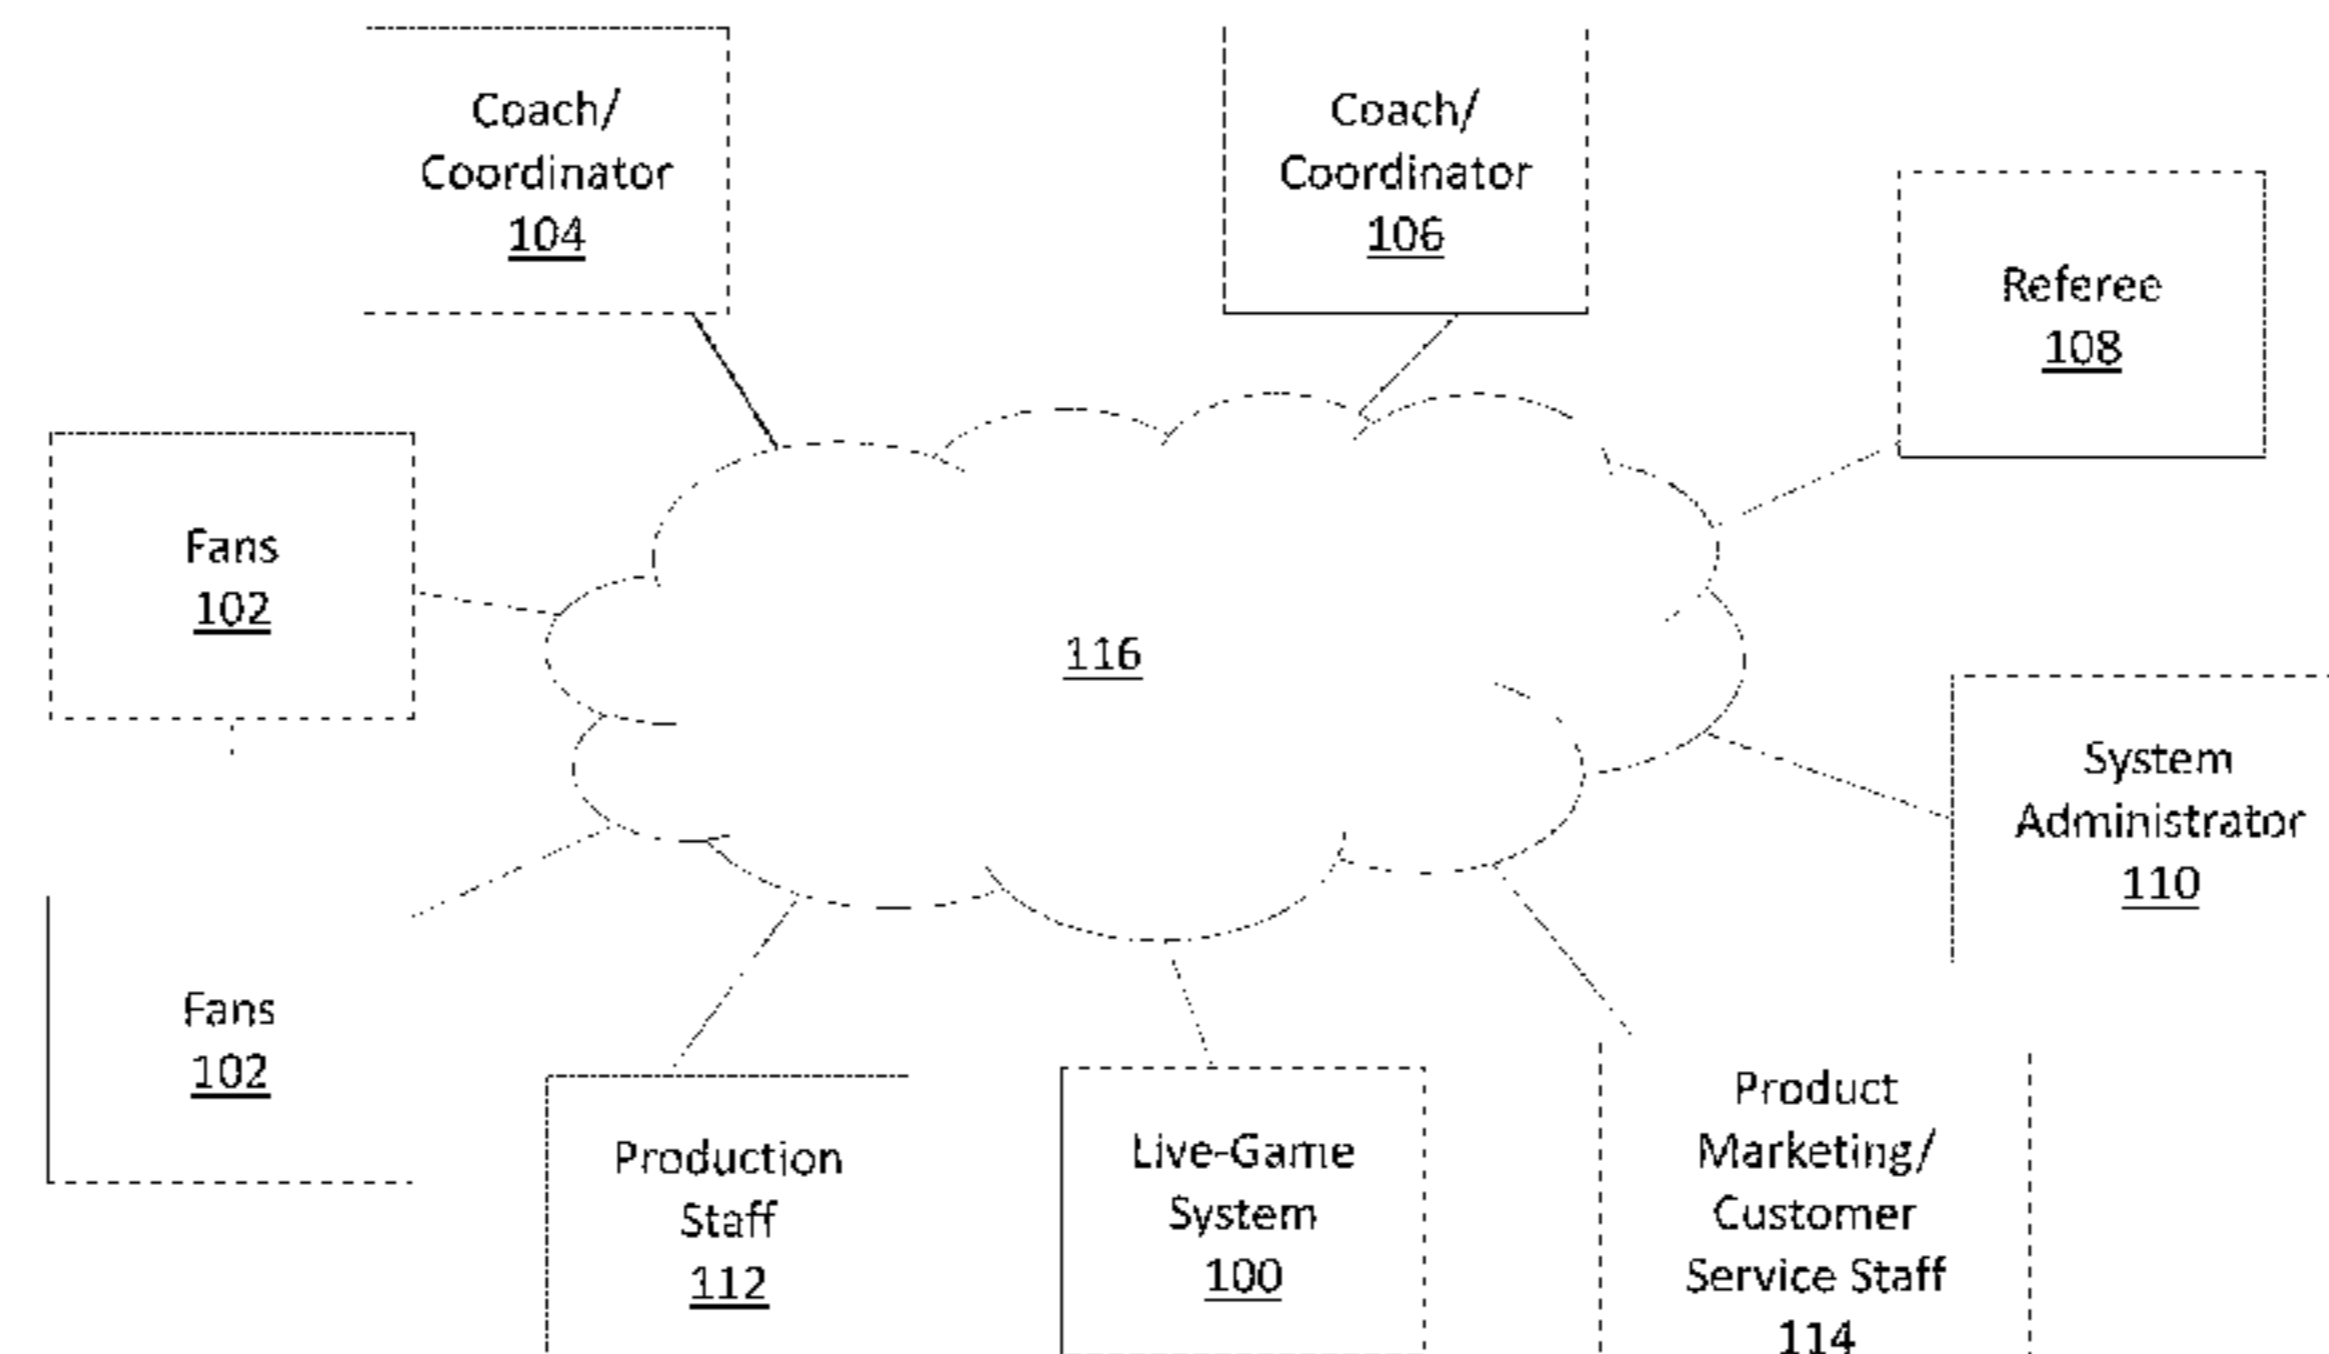 Coach/
Coordinator
104
Coach/
Coordinator
106
Referee
108
Fans
102
116
System
Administrator
110
Fans
102
Production
Staff
112
Live-Game
System
100
Product
Marketing/
Customer
Service Staff
114